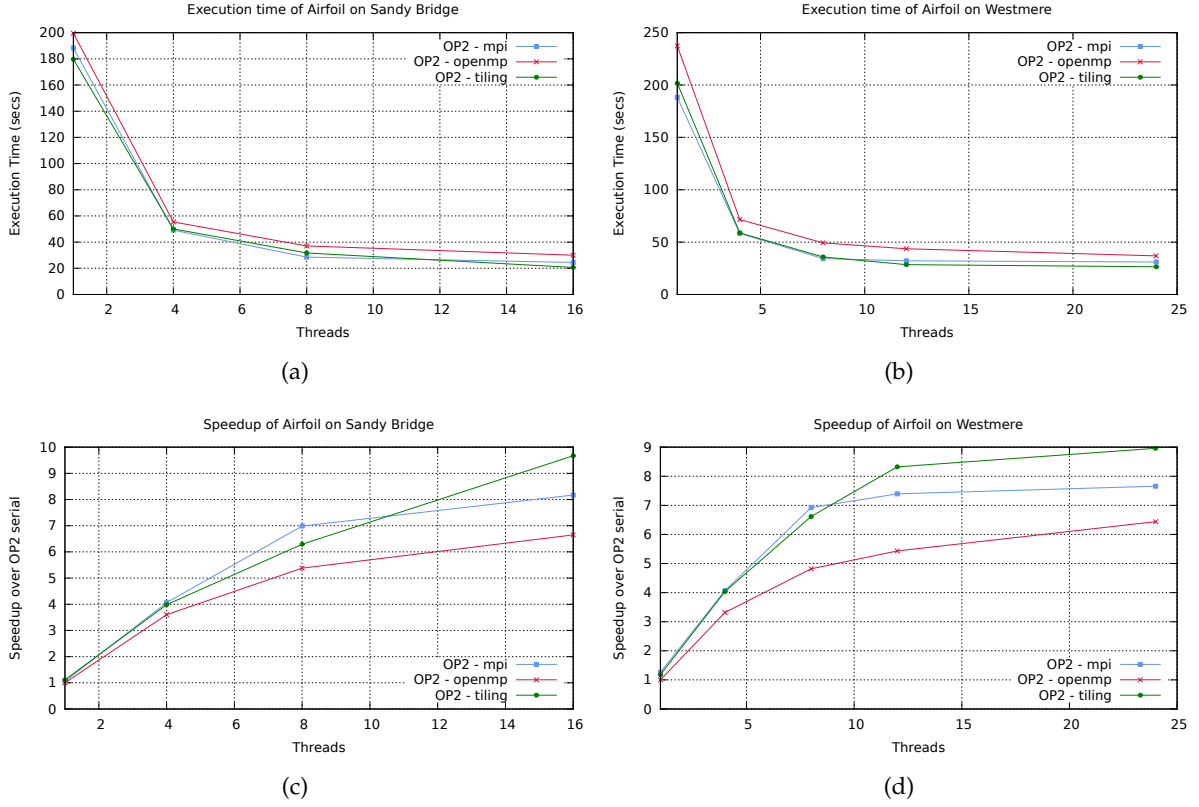 Execution time of Airfoil on Sandy Bridge
200
180
160
140
120
100
80
60
40
20
0
Execution Time (secs)
2 4 6 8 10 12 14 16
Threads
OP2 - mpi
OP2 - openmp
OP2 - tiling
(a)
Execution time of Airfoil on Westmere
250
200
150
100
50
0
Execution Time (secs)
5 10 15 20 25
Threads
OP2 - mpi
OP2 - openmp
OP2 - tiling
(b)
Speedup of Airfoil on Sandy Bridge
10
9
8
7
6
5
4
3
2
1
0
Speedup over OP2 serial
2 4 6 8 10 12 14 16
Threads
OP2 - mpi
OP2 - openmp
OP2 - tiling
(c)
Speedup of Airfoil on Westmere
9
8
7
6
5
4
3
2
1
0
Speedup over OP2 serial
5 10 15 20 25
Threads
OP2 - mpi
OP2 - openmp
OP2 - tiling
(d)